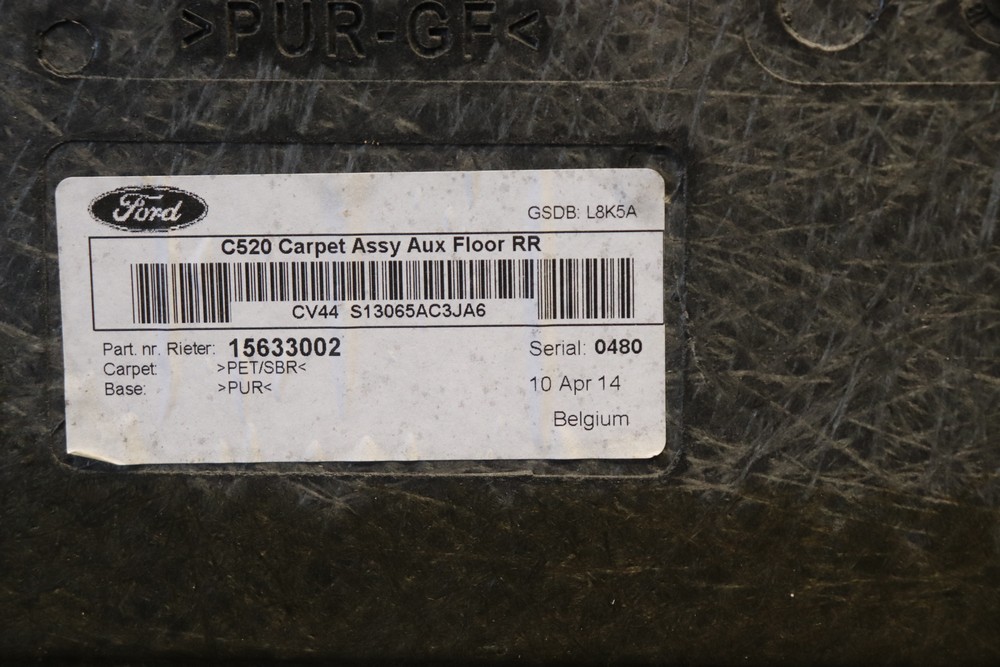 >PUR-GF<
Ford
GSDB: L8K5A
C520 Carpet Assy Aux Floor RR
CV44 S13065AC3JA6
Part. nr. Rieter: 15633002
Serial: 0480
Carpet: >PET/SBR<
Base: >PUR<
10 Apr 14
Belgium